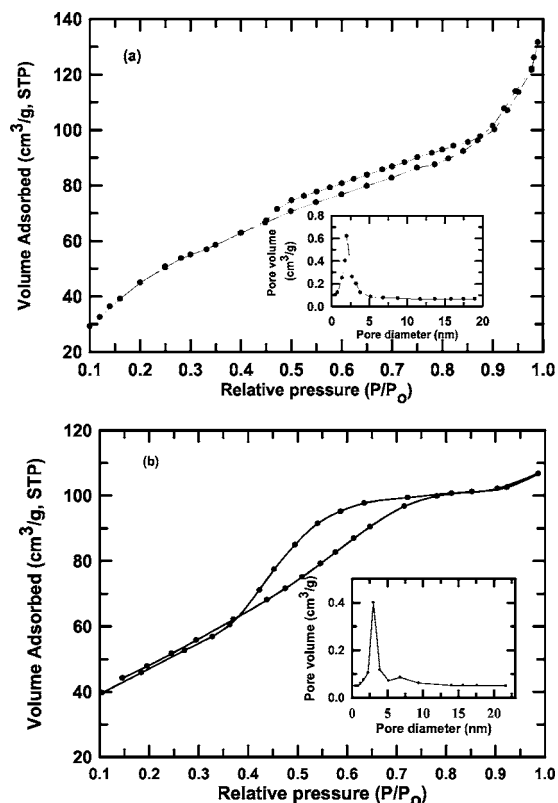 140
120
100
80
60
40
20
Volume Adsorbed (cm³/g, STP)
(a)
0.8
0.6
0.4
0.2
0.0
Pore volume
(cm³/g)
0 5 10 15 20
Pore diameter (nm)
0.1 0.2 0.3 0.4 0.5 0.6 0.7 0.8 0.9 1.0
Relative pressure (P/Pₒ)
120
100
80
60
40
20
Volume Adsorbed (cm³/g, STP)
(b)
0.4
0.2
0.0
Pore volume (cm³/g)
0 5 10 15 20
Pore diameter (nm)
0.1 0.2 0.3 0.4 0.5 0.6 0.7 0.8 0.9 1.0
Relative pressure (P/Pₒ)